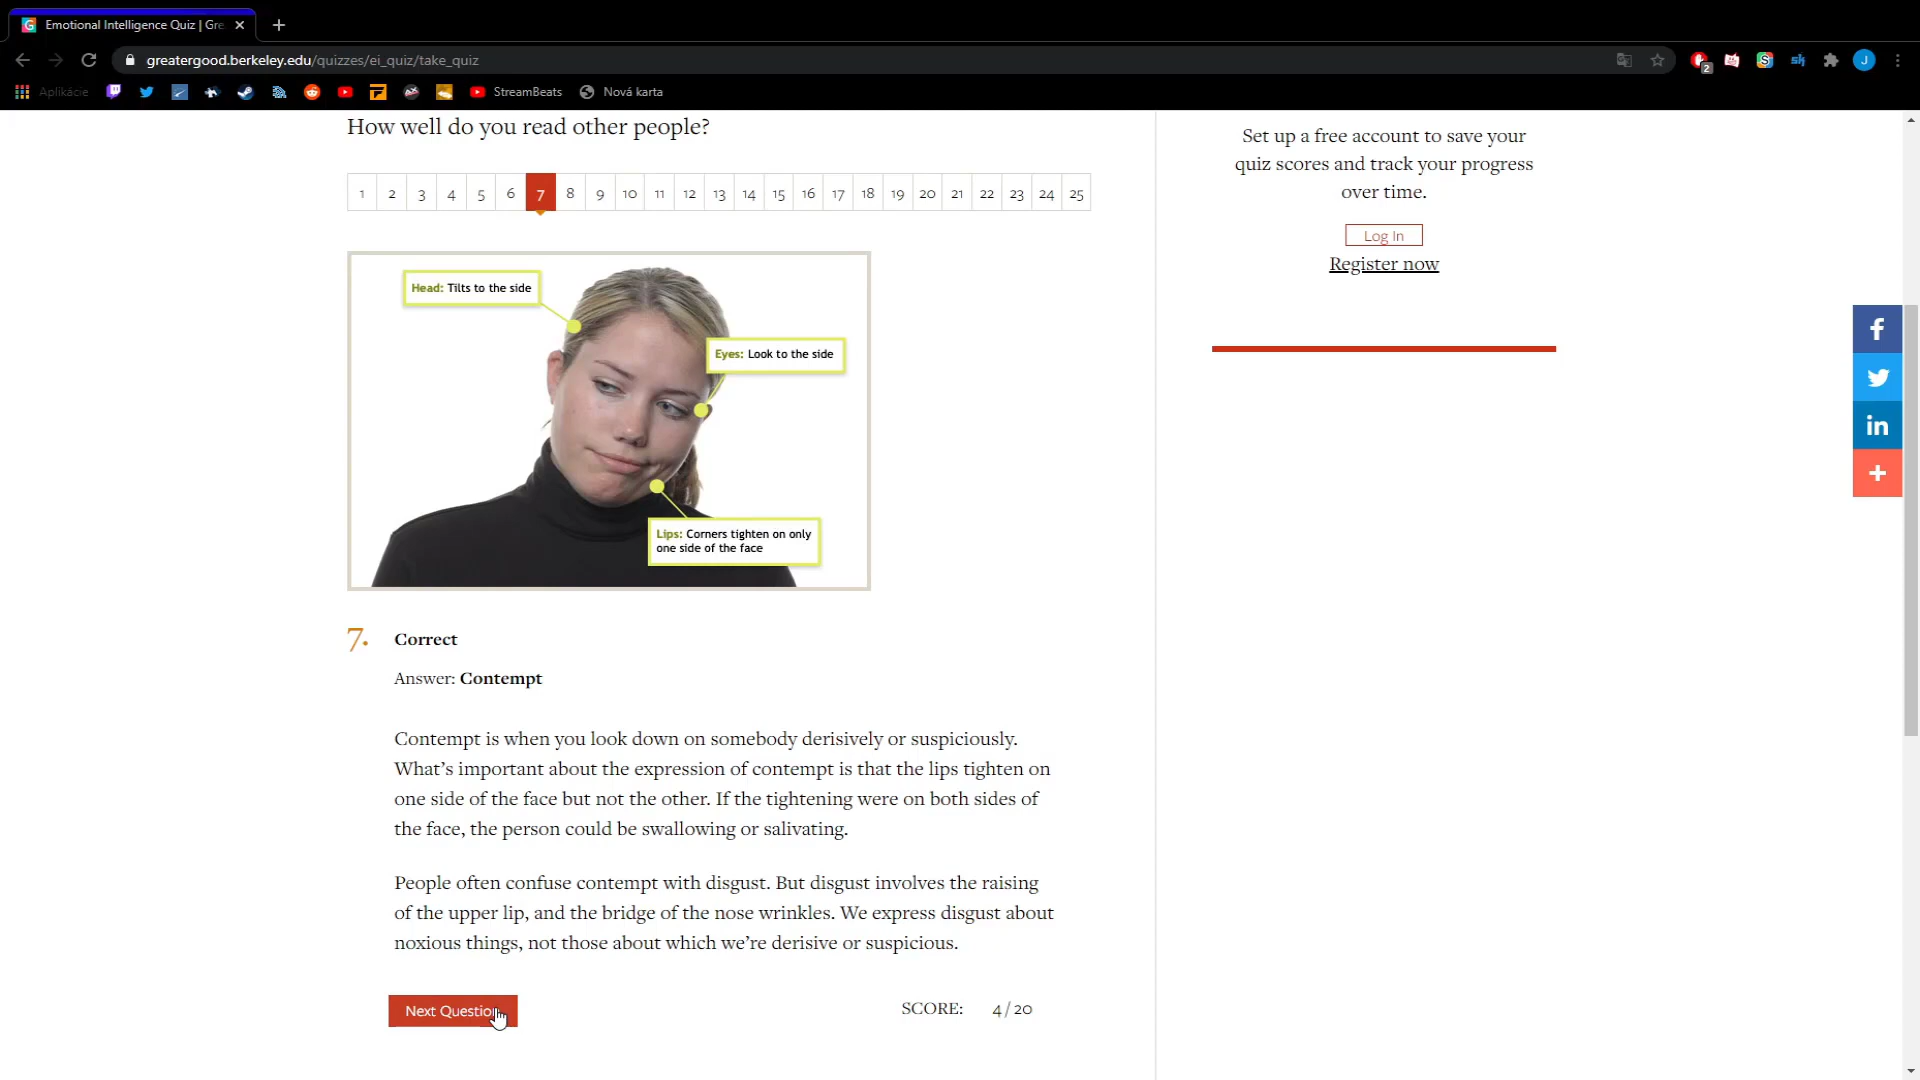 Emotional Intelligence Quiz | Gre
greatergood.berkeley.edu/quizzes/ei_quiz/take_quiz
2
J
Aplikácie
StreamBeats
Nová karta
How well do you read other people?
1 2 3 4 5 6 7 8 9 10 11 12 13 14 15 16 17 18 19 20 21 22 23 24 25
Head: Tilts to the side
Eyes: Look to the side
Lips: Corners tighten on only
one side of the face
7. Correct
Answer: Contempt
Contempt is when you look down on somebody derisively or suspiciously.
What's important about the expression of contempt is that the lips tighten on
one side of the face but not the other. If the tightening were on both sides of
the face, the person could be swallowing or salivating.
People often confuse contempt with disgust. But disgust involves the raising
of the upper lip, and the bridge of the nose wrinkles. We express disgust about
noxious things, not those about which we're derisive or suspicious.
Next Question
SCORE: 4/20
Set up a free account to save your
quiz scores and track your progress
over time.
Log In
Register now